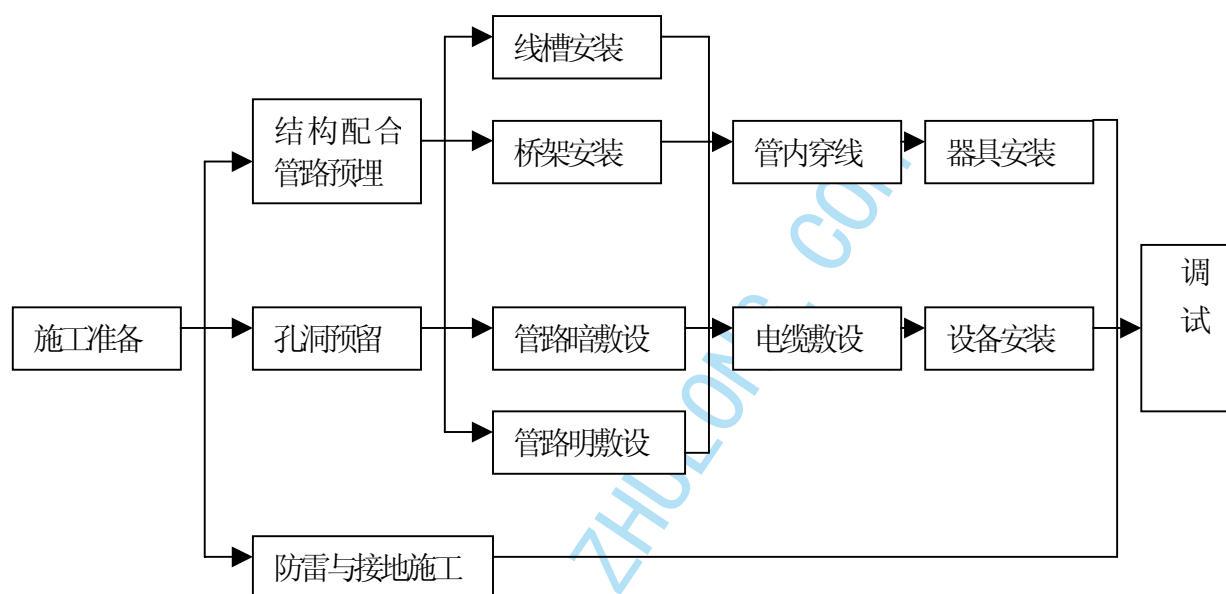 线槽安装
结构配合
管路预埋
桥架安装
管内穿线
器具安装
调
试
施工准备
孔洞预留
管路暗敷设
电缆敷设
设备安装
管路明敷设
防雷与接地施工
ZHULONG.COM